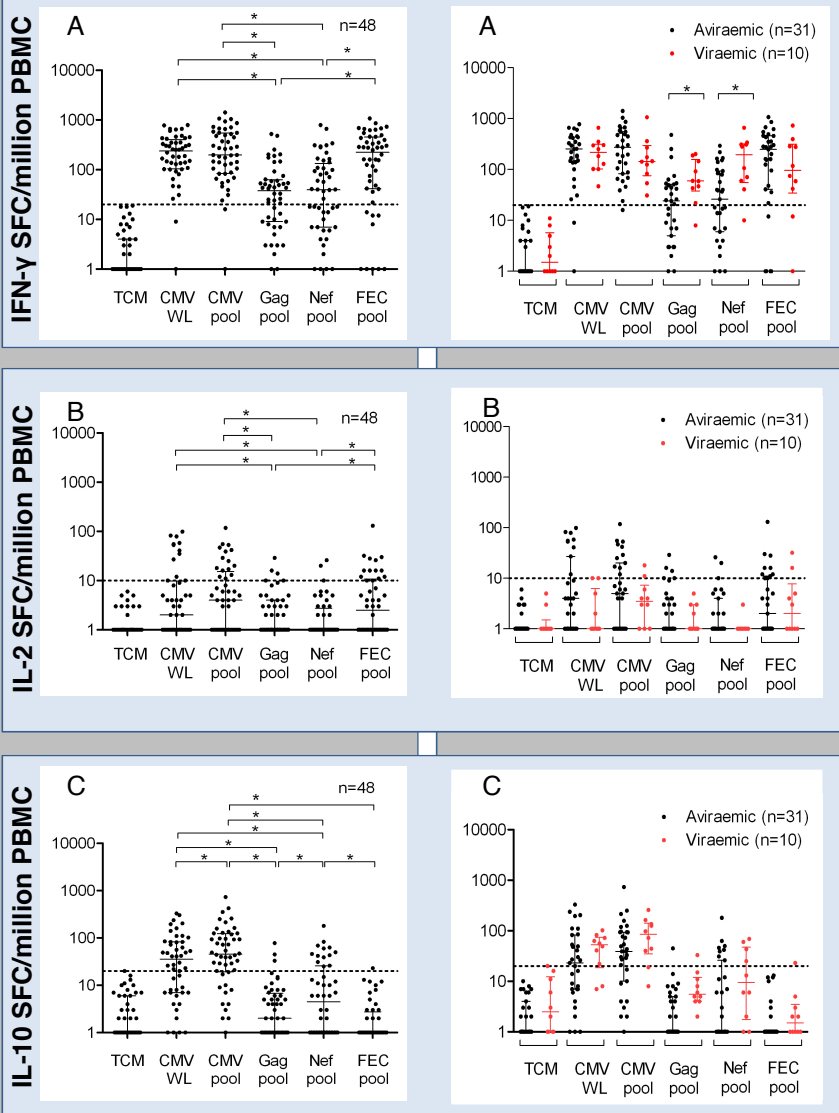 IFN-γ SFC/million PBMC
A
n=48
*
*
*
*
*
*
10000
1000
100
10
1
TCM
CMV
WL
CMV
pool
Gag
pool
Nef
pool
FEC
pool
A
Aviraemic (n=31)
Viraemic (n=10)
*
*
10000
1000
100
10
1
TCM
CMV
WL
CMV
pool
Gag
pool
Nef
pool
FEC
pool
IL-2 SFC/million PBMC
B
n=48
*
*
*
*
*
*
10000
1000
100
10
1
TCM
CMV
WL
CMV
pool
Gag
pool
Nef
pool
FEC
pool
B
Aviraemic (n=31)
Viraemic (n=10)
10000
1000
100
10
1
TCM
CMV
WL
CMV
pool
Gag
pool
Nef
pool
FEC
pool
IL-10 SFC/million PBMC
C
n=48
*
*
*
*
*
*
*
*
10000
1000
100
10
1
TCM
CMV
WL
CMV
pool
Gag
pool
Nef
pool
FEC
pool
C
Aviraemic (n=31)
Viraemic (n=10)
10000
1000
100
10
1
TCM
CMV
WL
CMV
pool
Gag
pool
Nef
pool
FEC
pool